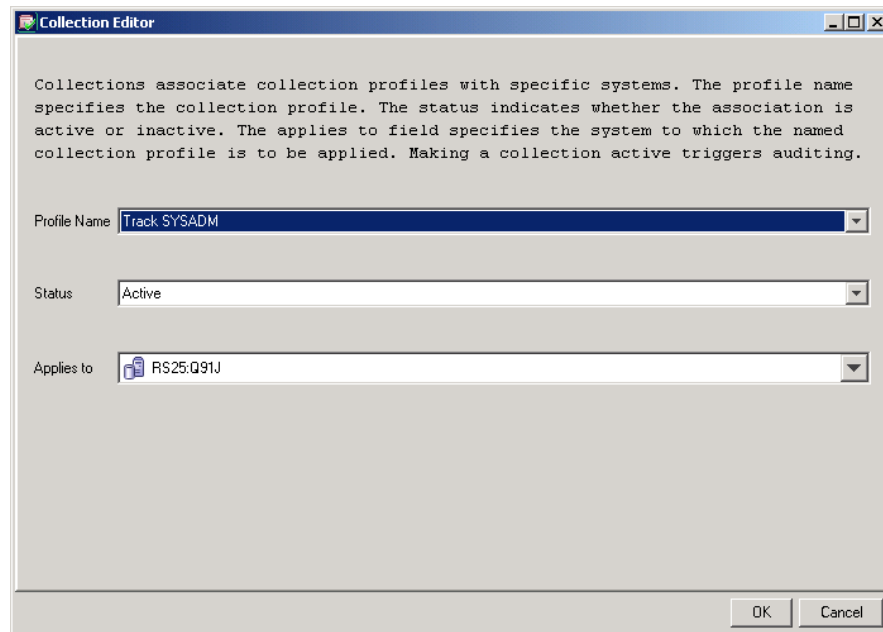 Collection Editor
Collections associate collection profiles with specific systems. The profile name
specifies the collection profile. The status indicates whether the association is
active or inactive. The applies to field specifies the system to which the named
collection profile is to be applied. Making a collection active triggers auditing.
Profile Name Track SYSADM
Status Active
Applies to RS25:Q91J
OK Cancel